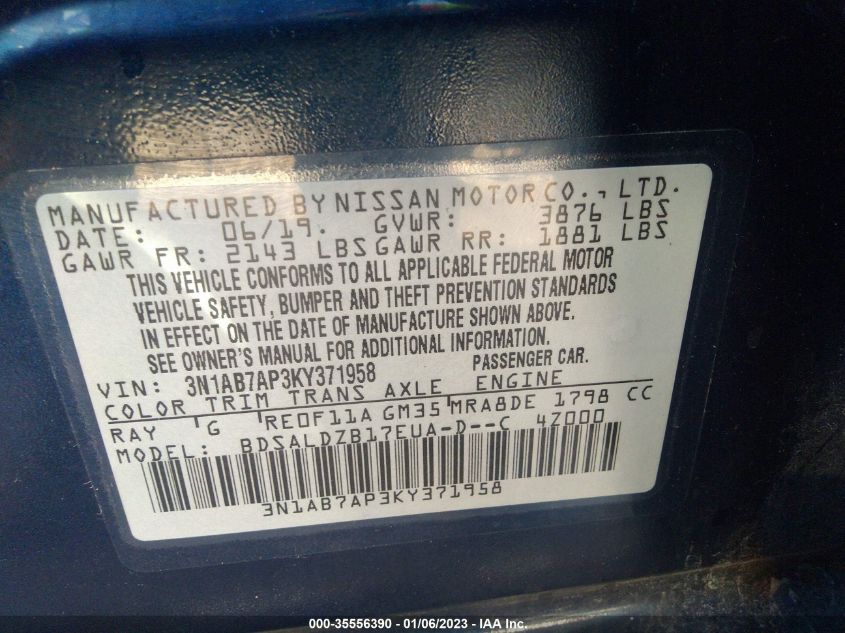 MANUFACTURED BY NISSAN MOTOR CO., LTD.
DATE: 06/19. GVWR: 3876 LBS
GAWR FR: 2143 LBS GAWR RR: 1881 LBS
THIS VEHICLE CONFORMS TO ALL APPLICABLE FEDERAL MOTOR
VEHICLE SAFETY, BUMPER AND THEFT PREVENTION STANDARDS
IN EFFECT ON THE DATE OF MANUFACTURE SHOWN ABOVE.
SEE OWNER'S MANUAL FOR ADDITIONAL INFORMATION.
VIN: 3N1AB7AP3KY371958 PASSENGER CAR.
COLOR TRIM TRANS AXLE ENGINE
RAY G RE0F11A GM35 MRA8DE 1798 CC
MODEL: BDSALDZB17EUA-D--C 4Z000
3N1AB7AP3KY371958
000-35556390 - 01/06/2023 - IAA Inc.